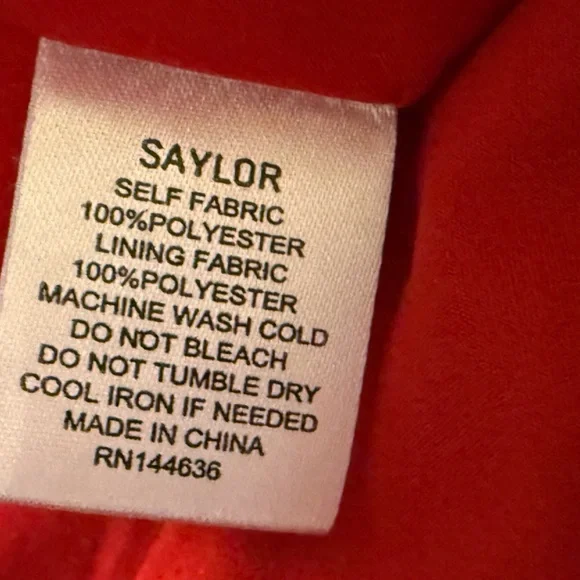 SAYLOR
SELF FABRIC
100%POLYESTER
LINING FABRIC
100%POLYESTER
MACHINE WASH COLD
DO NOT BLEACH
DO NOT TUMBLE DRY
COOL IRON IF NEEDED
MADE IN CHINA
RN144636